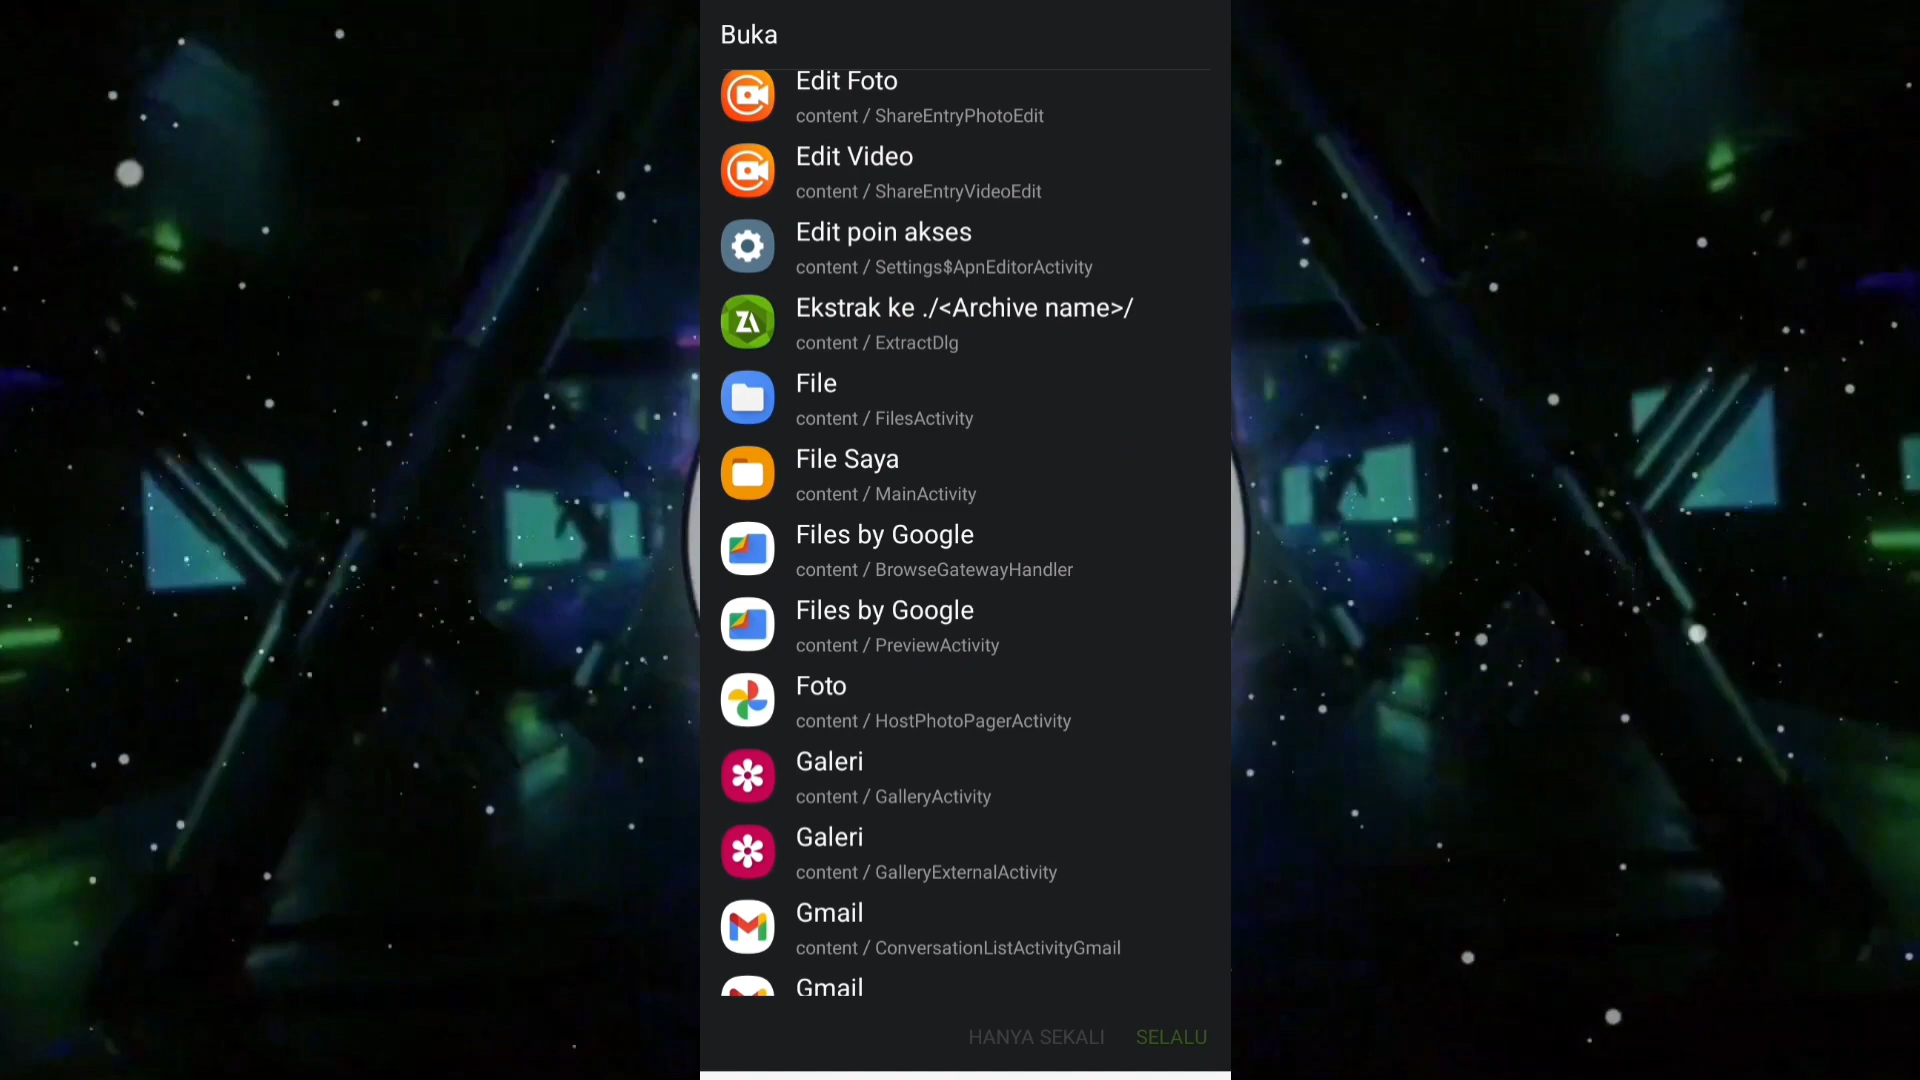 Buka
Edit Foto
content / ShareEntryPhotoEdit
Edit Video
content / ShareEntryVideoEdit
Edit poin akses
content / Settings$ApnEditorActivity
Ekstrak ke ./<Archive name>/
content / ExtractDlg
File
content / FilesActivity
File Saya
content / MainActivity
Files by Google
content / BrowseGatewayHandler
Files by Google
content / PreviewActivity
Foto
content / HostPhotoPagerActivity
Galeri
content / GalleryActivity
Galeri
content / GalleryExternalActivity
Gmail
content / ConversationListActivityGmail
Gmail
HANYA SEKALI SELALU